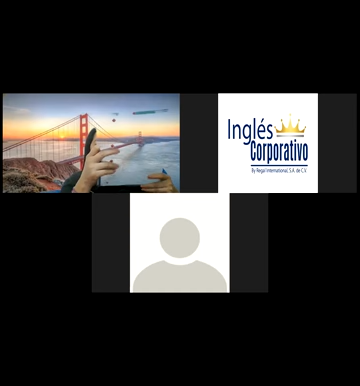 Inglés
Corporativo
By Regal International, S.A. de C.V.